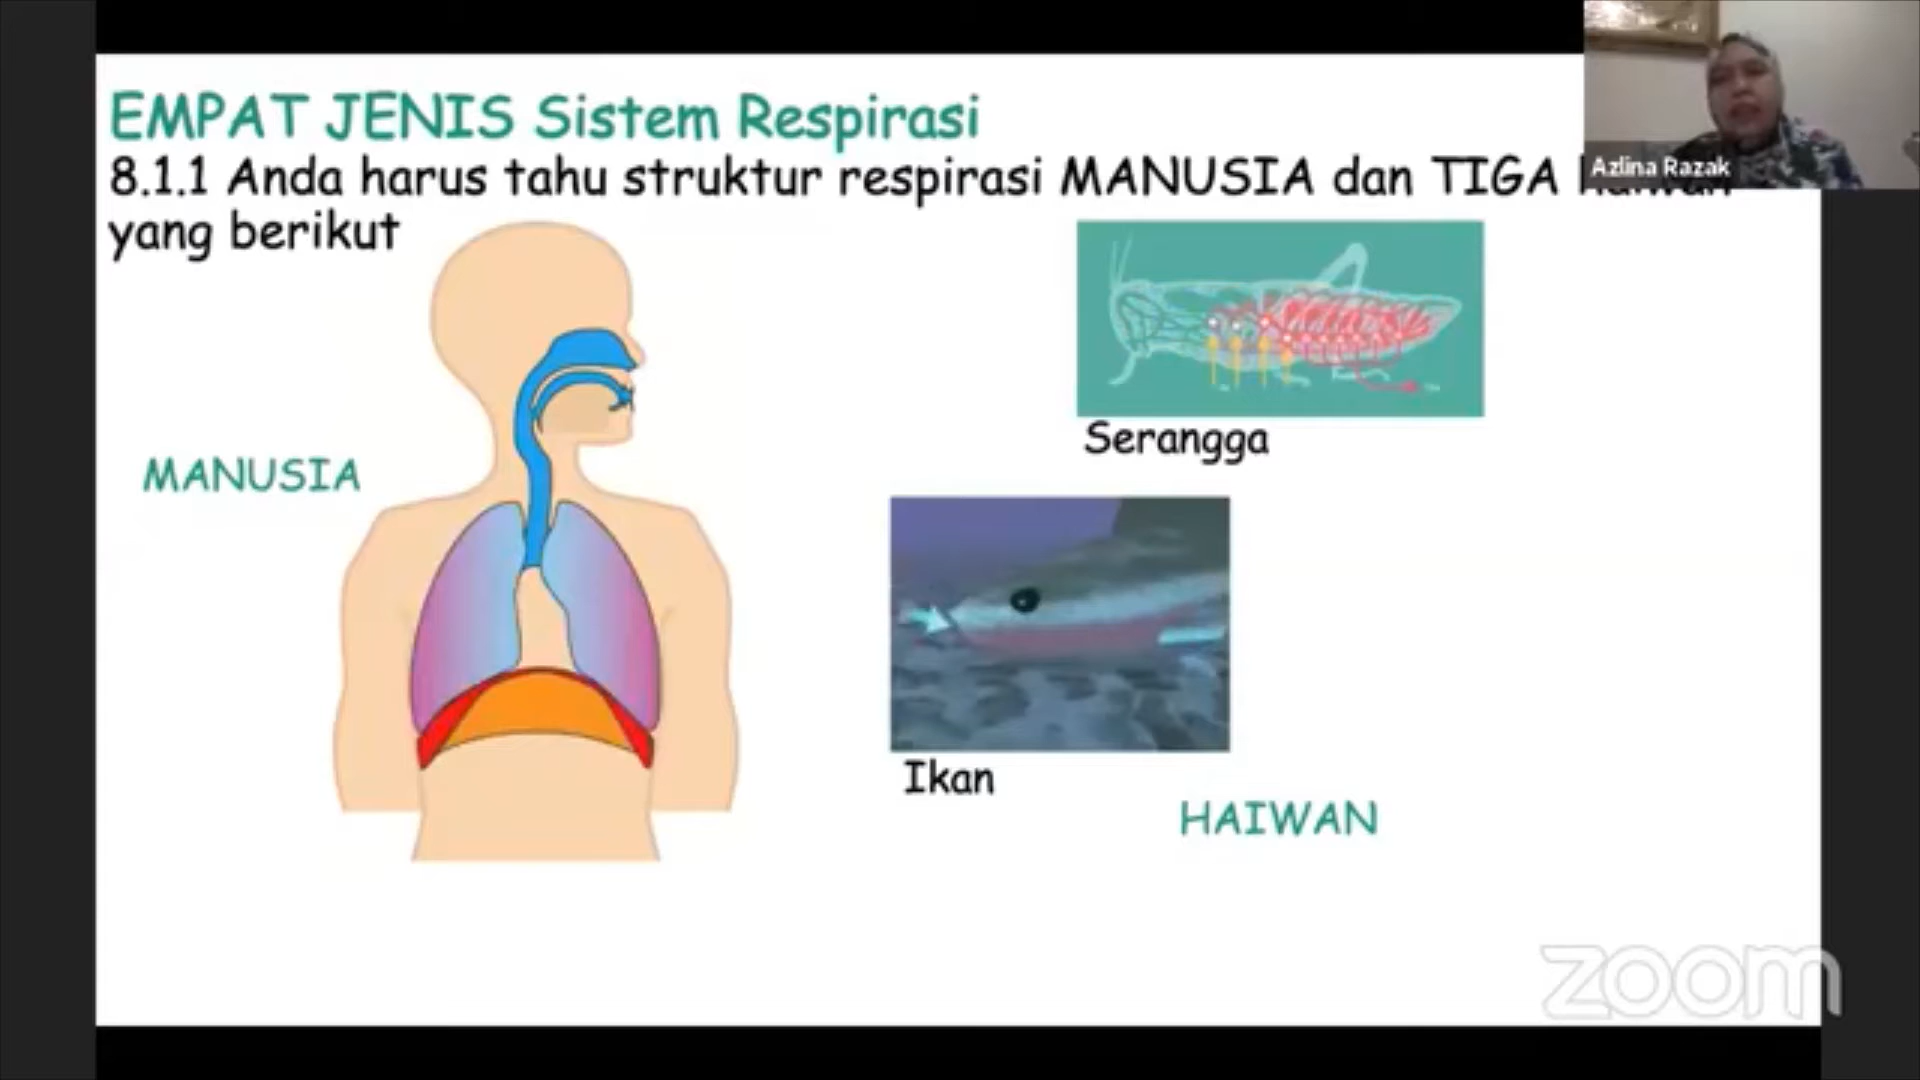 EMPAT JENIS Sistem Respirasi
8.1.1 Anda harus tahu struktur respirasi MANUSIA dan TIGA
yang berikut
Azlina Razak
MANUSIA
Serangga
Ikan
HAIWAN
zoom